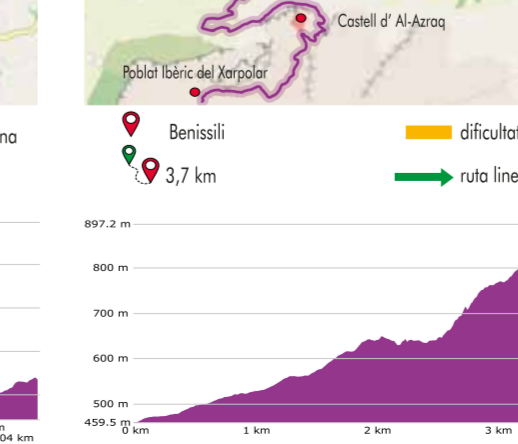 Castell d' Al-Azraq
Poblat Ibèric del Xarpolar
na
Benissili
dificultat
3,7 km
ruta line
897.2 m
800 m
700 m
600 m
500 m
459.5 m
0 km
1 km
2 km
3 km
04 km